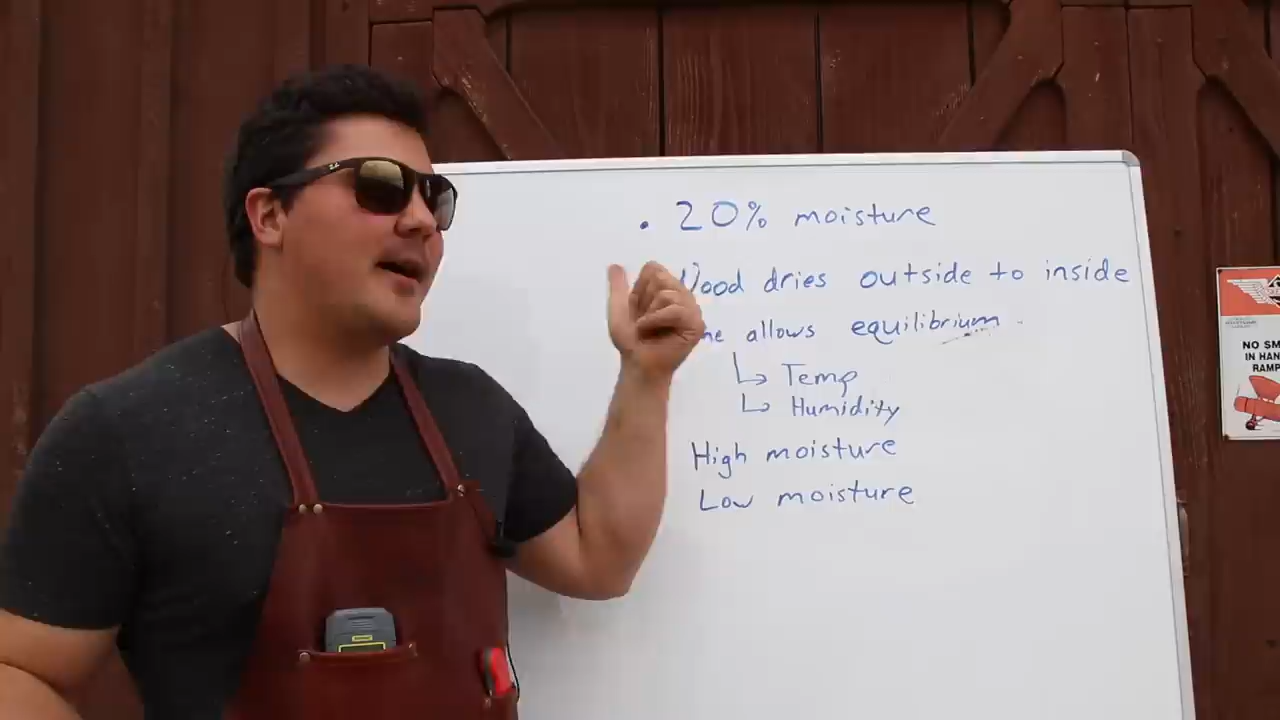 • 20% moisture
Wood dries outside to inside
allows equilibrium.
↳ Temp
↳ Humidity
High moisture
Low moisture
NO SM
IN HAN
RAMP